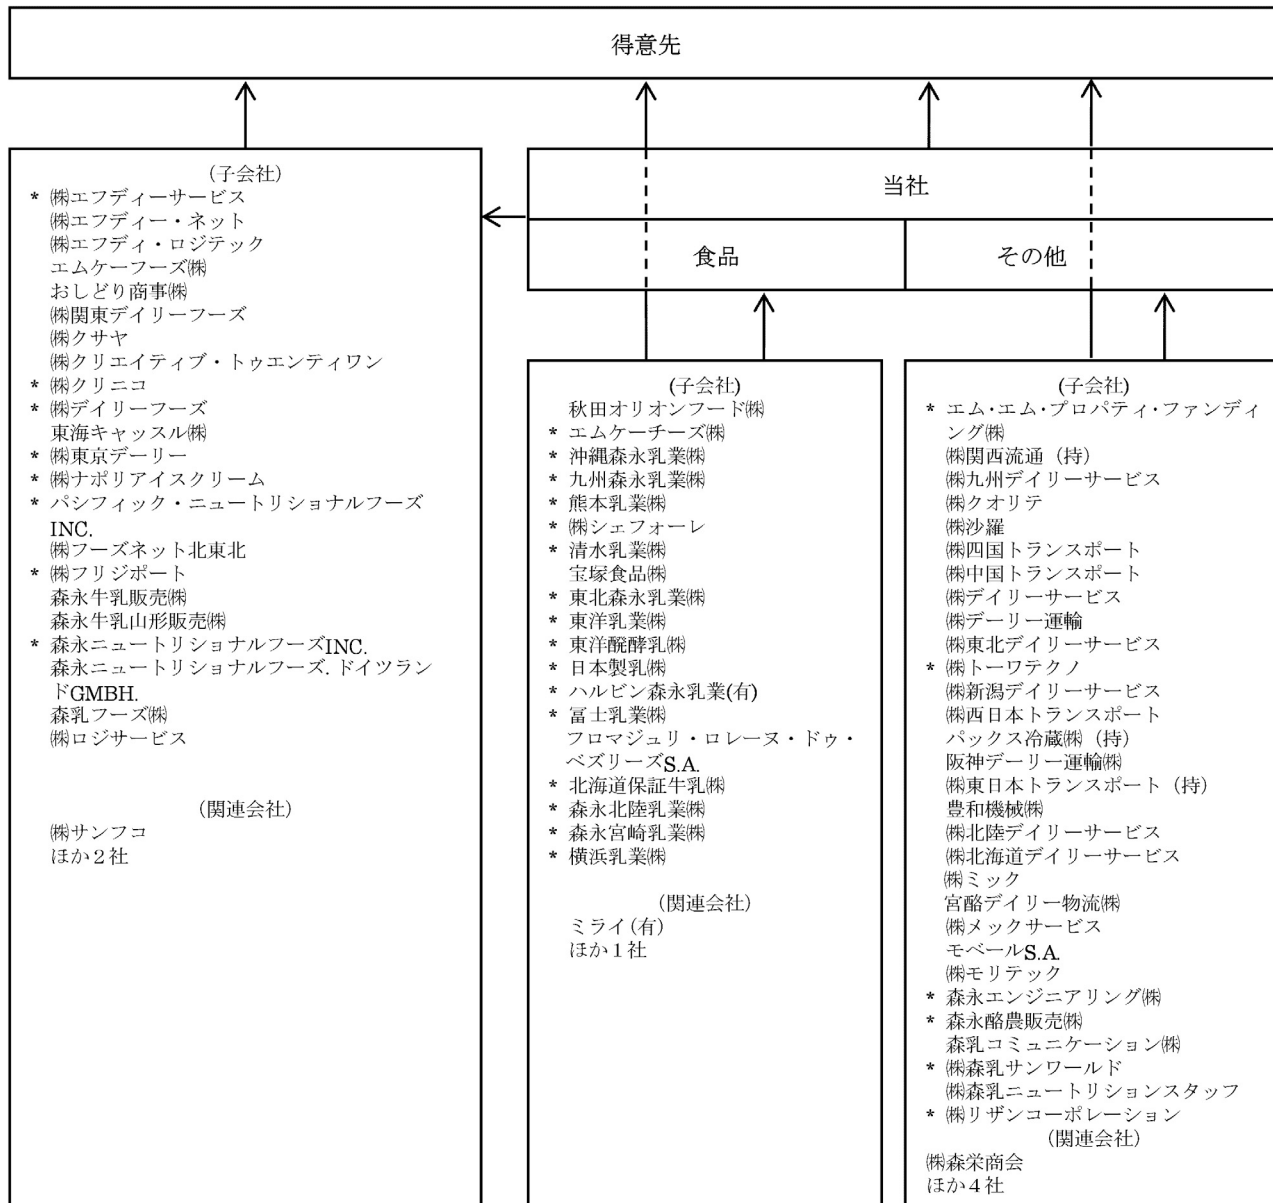 得意先
(子会社)
* ㈱エフディーサービス
㈱エフディー・ネット
㈱エフディ・ロジテック
エムケーフーズ㈱
おしどり商事㈱
㈱関東デイリーフーズ
㈱クサヤ
㈱クリエイティブ・トゥエンティワン
* ㈱クリニコ
* ㈱デイリーフーズ
東海キャッスル㈱
* ㈱東京デーリー
* ㈱ナポリアイスクリーム
* パシフィック・ニュートリショナルフーズ
INC.
㈱フーズネット北東北
* ㈱フリジポート
森永牛乳販売㈱
森永牛乳山形販売㈱
* 森永ニュートリショナルフーズINC.
森永ニュートリショナルフーズ. ドイツラン
ドGMBH.
森乳フーズ㈱
㈱ロジサービス
(関連会社)
㈱サンフコ
ほか２社
当社
食品
その他
(子会社)
秋田オリオンフード㈱
* エムケーチーズ㈱
* 沖縄森永乳業㈱
* 九州森永乳業㈱
* 熊本乳業㈱
* ㈱シェフォーレ
* 清水乳業㈱
宝塚食品㈱
* 東北森永乳業㈱
* 東洋乳業㈱
* 東洋醗酵乳㈱
* 日本製乳㈱
* ハルビン森永乳業(有)
* 冨士乳業㈱
フロマジュリ・ロレーヌ・ドゥ・
ベズリーズS.A.
* 北海道保証牛乳㈱
* 森永北陸乳業㈱
* 森永宮崎乳業㈱
* 横浜乳業㈱
(関連会社)
ミライ(有)
ほか１社
(子会社)
* エム・エム・プロパティ・ファンディ
ング㈱
㈱関西流通（持）
㈱九州デイリーサービス
㈱クオリテ
㈱沙羅
㈱四国トランスポート
㈱中国トランスポート
㈱デイリーサービス
㈱デーリー運輸
㈱東北デイリーサービス
* ㈱トーワテクノ
㈱新潟デイリーサービス
㈱西日本トランスポート
パックス冷蔵㈱（持）
阪神デーリー運輸㈱
㈱東日本トランスポート（持）
豊和機械㈱
㈱北陸デイリーサービス
㈱北海道デイリーサービス
㈱ミック
宮酪デイリー物流㈱
㈱メックサービス
モベールS.A.
㈱モリテック
* 森永エンジニアリング㈱
* 森永酪農販売㈱
森乳コミュニケーション㈱
* ㈱森乳サンワールド
㈱森乳ニュートリションスタッフ
* ㈱リザンコーポレーション
(関連会社)
㈱森栄商会
ほか４社